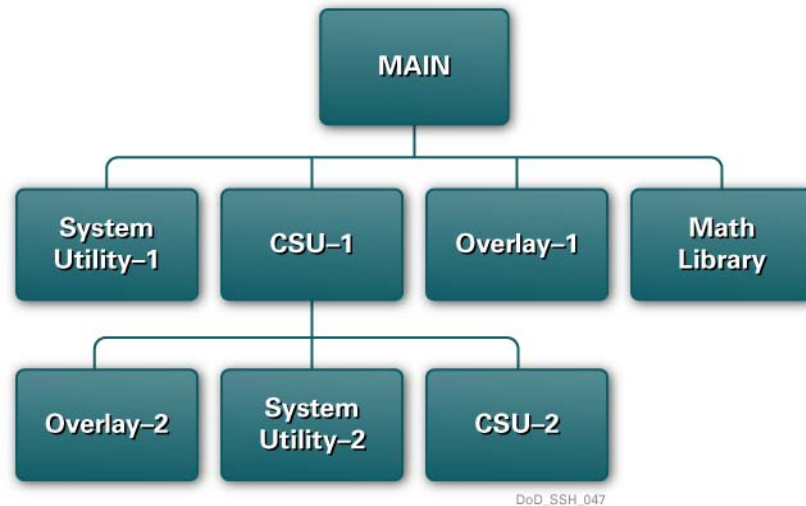 MAIN
System
Utility–1
CSU–1
Overlay–1
Math
Library
Overlay–2
System
Utility–2
CSU–2
DoD_SSH_047